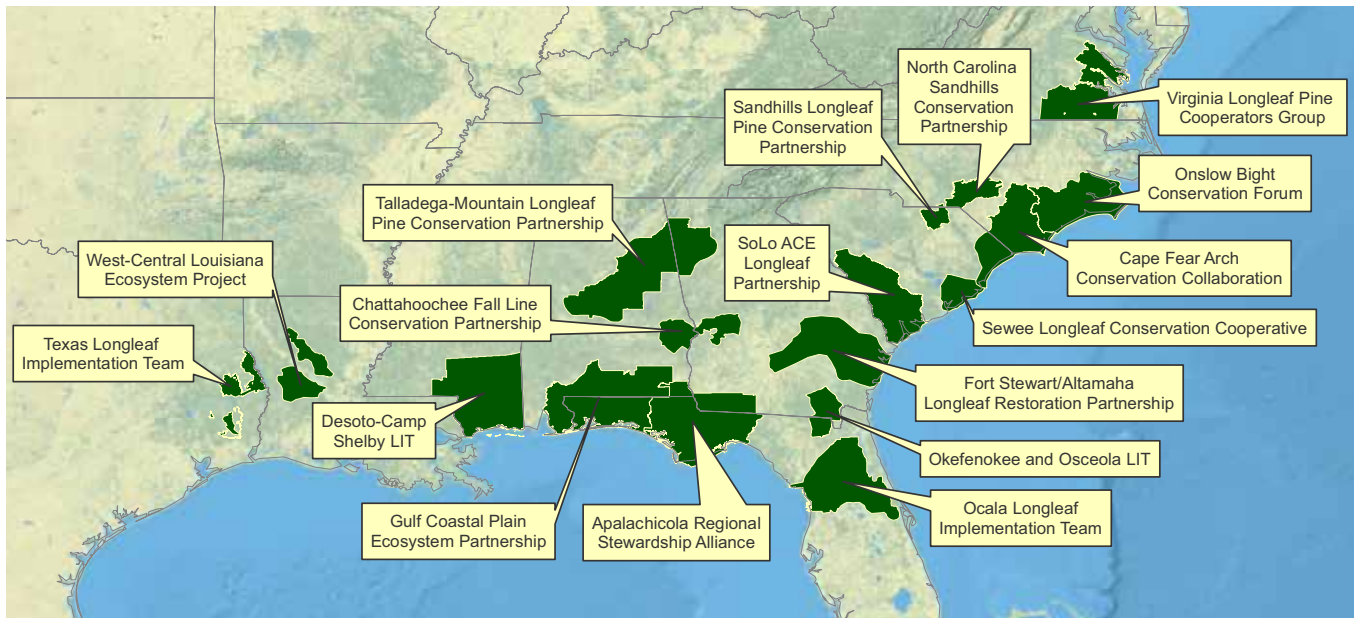 North Carolina
Sandhills
Conservation
Partnership
Sandhills Longleaf
Pine Conservation
Partnership
Virginia Longleaf Pine
Cooperators Group
Onslow Bight
Conservation Forum
Talladega-Mountain Longleaf
Pine Conservation Partnership
SoLo ACE
Longleaf
Partnership
Cape Fear Arch
Conservation Collaboration
West-Central Louisiana
Ecosystem Project
Chattahoochee Fall Line
Conservation Partnership
Sewee Longleaf Conservation Cooperative
Texas Longleaf
Implementation Team
Fort Stewart/Altamaha
Longleaf Restoration Partnership
Desoto-Camp
Shelby LIT
Okefenokee and Osceola LIT
Gulf Coastal Plain
Ecosystem Partnership
Apalachicola Regional
Stewardship Alliance
Ocala Longleaf
Implementation Team